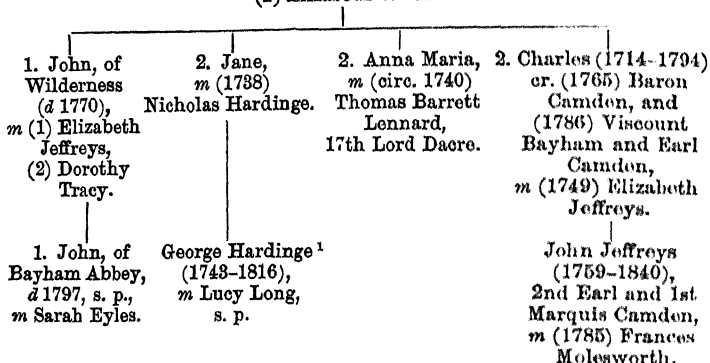 1. John, of
Wilderness
(d 1770),
m (1) Elizabeth
Jeffreys,
(2) Dorothy
Tracy.
2. Jane,
m (1738)
Nicholas Hardinge.
2. Anna Maria,
m (circ. 1740)
Thomas Barrett
Lennard,
17th Lord Dacre.
2. Charles (1714-1794)
cr. (1765) Baron
Camden, and
(1786) Viscount
Bayham and Earl
Camden,
m (1749) Elizabeth
Jeffreys.
1. John, of
Bayham Abbey,
d 1797, s. p.,
m Sarah Eyles.
George Hardinge 1
(1743-1816),
m Lucy Long,
s. p.
John Jeffreys
(1759-1840),
2nd Earl and 1st
Marquis Camden,
m (1785) Frances
Molesworth.